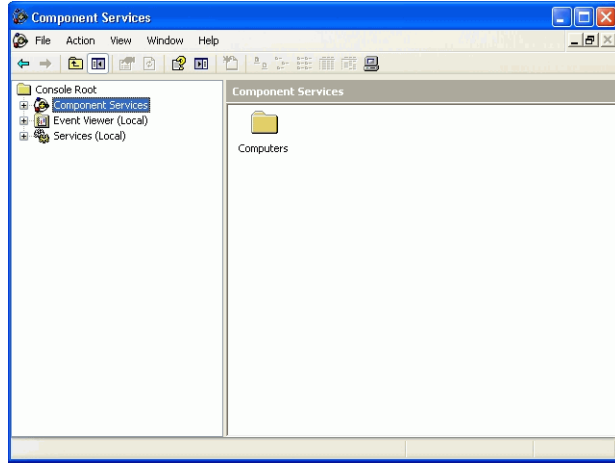 Component Services
File Action View Window Help
Console Root
Component Services
Event Viewer (Local)
Services (Local)
Component Services
Computers